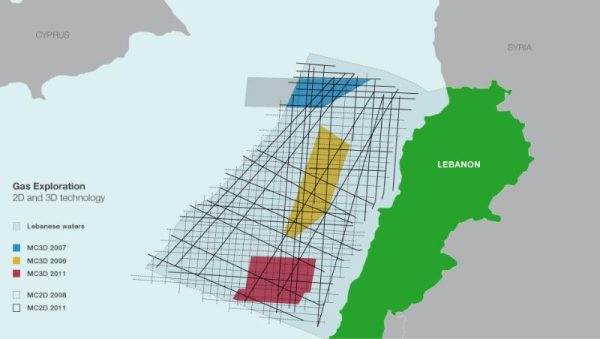 CYPRUS
SYRIA
LEBANON
Gas Exploration
2D and 3D technology
Lebanese waters
MC3D 2007
MC3D 2006
MC3D 2011
MC2D 2008
MC2D 2011